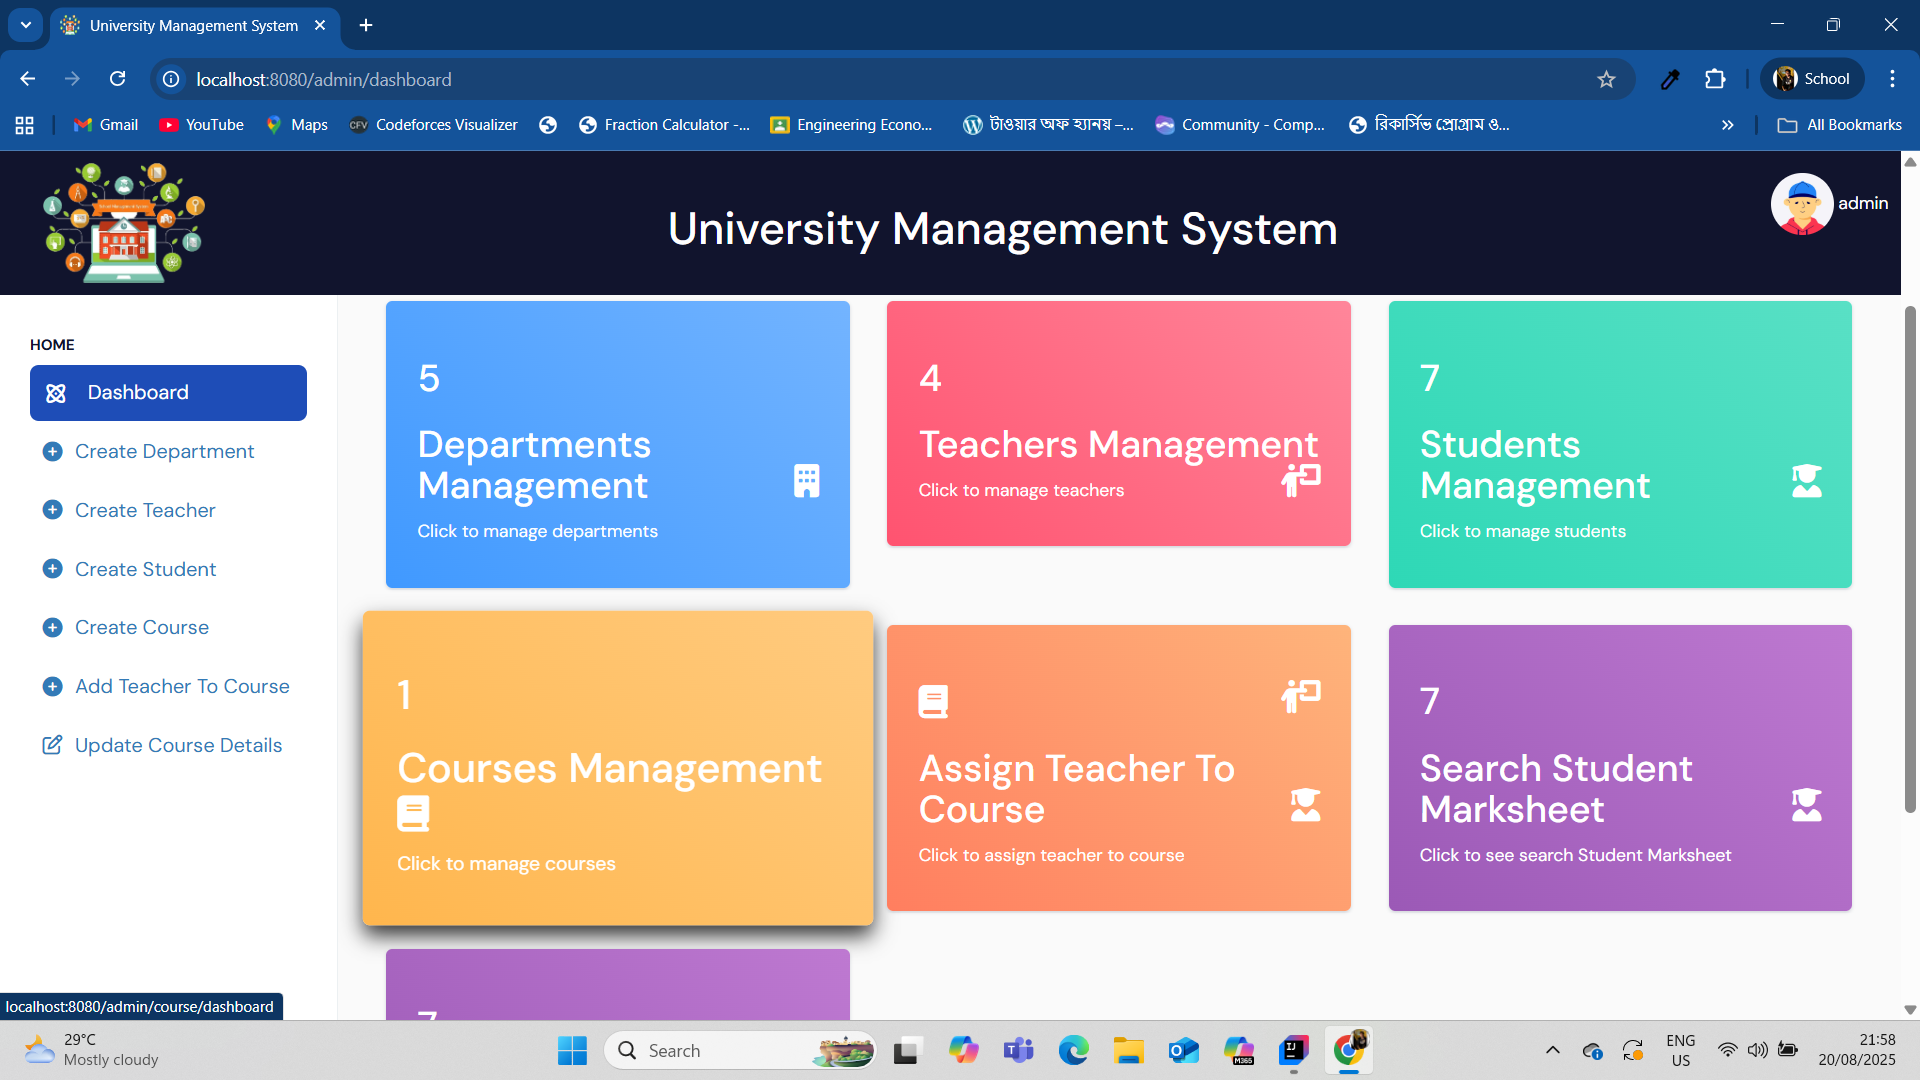 University Management System
localhost:8080/admin/dashboard
School
Gmail
YouTube
Maps
CFV
Codeforces Visualizer
Fraction Calculator -...
Engineering Econo...
টাওয়ার অফ হ্যানয় –...
Community - Comp...
রিকার্সিভ প্রোগ্রাম ও...
All Bookmarks
University Management System
admin
HOME
Dashboard
Create Department
Create Teacher
Create Student
Create Course
Add Teacher To Course
Update Course Details
5
Departments
Management
Click to manage departments
4
Teachers Management
Click to manage teachers
7
Students
Management
Click to manage students
1
Courses Management
Click to manage courses
Assign Teacher To
Course
Click to assign teacher to course
7
Search Student
Marksheet
Click to see search Student Marksheet
localhost:8080/admin/course/dashboard
29°C
Mostly cloudy
Search
M365
ENG
US
21:58
20/08/2025